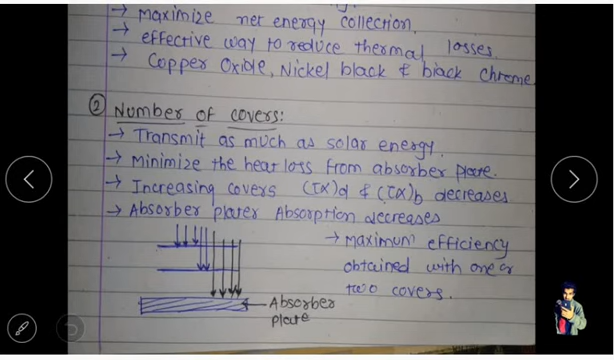 → Maximize net energy collection.
→ effective way to reduce thermal losses.
→ Copper Oxide, Nickel black & black chrome
② Number of covers:
→ Transmit as much as solar energy.
→ Minimize the heat loss from absorber plate.
→ Increasing covers (τα)d & (τα)b decreases
→ Absorber plates Absorption decreases
→ Maximum efficiency
obtained with one or
two covers.
← Absorber
plate